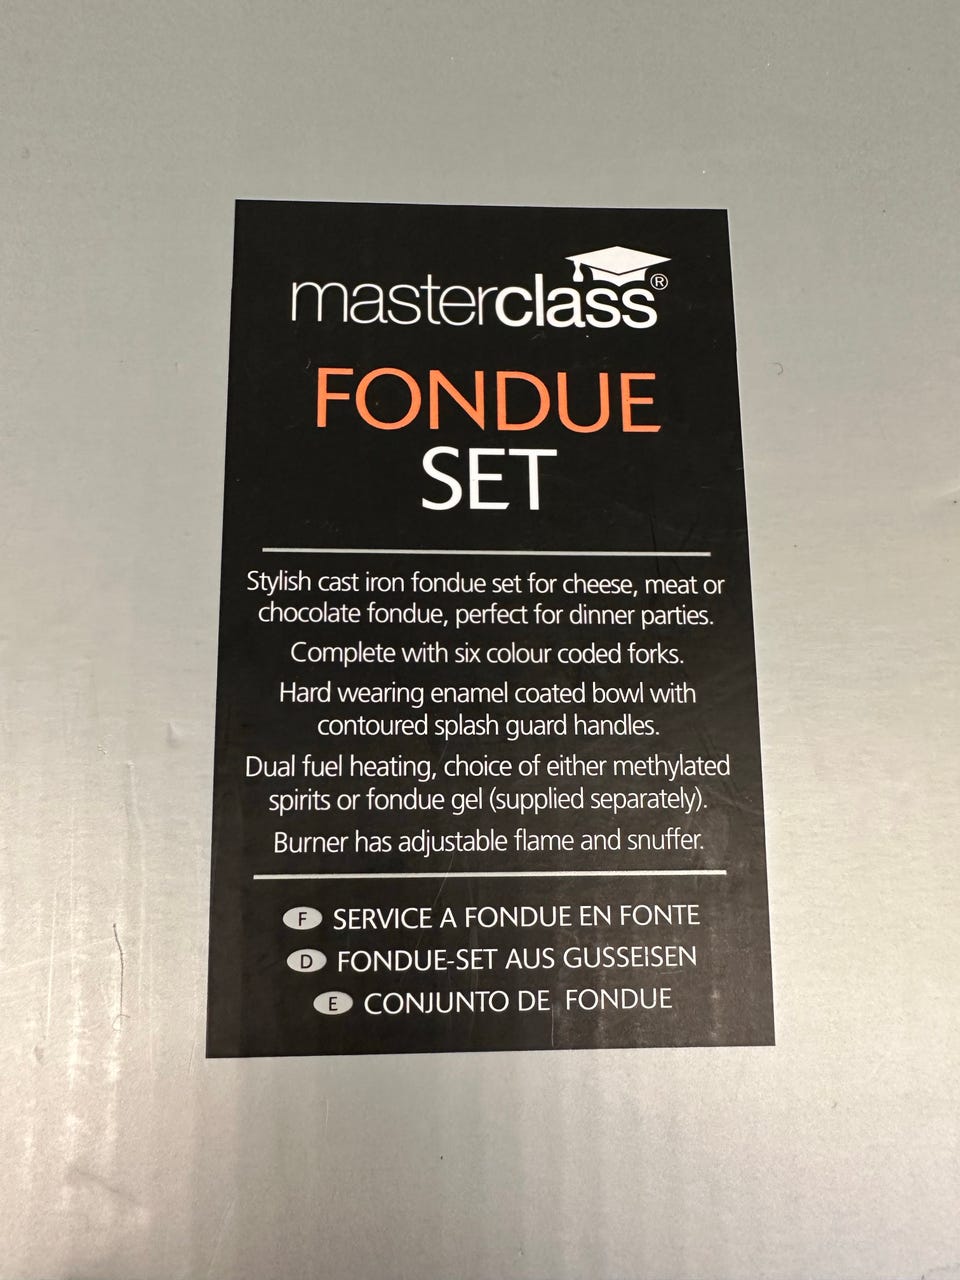 masterclass®
FONDUE
SET
Stylish cast iron fondue set for cheese, meat or
chocolate fondue, perfect for dinner parties.
Complete with six colour coded forks.
Hard wearing enamel coated bowl with
contoured splash guard handles.
Dual fuel heating, choice of either methylated
spirits or fondue gel (supplied separately).
Burner has adjustable flame and snuffer.
F SERVICE A FONDUE EN FONTE
D FONDUE-SET AUS GUSSEISEN
E CONJUNTO DE FONDUE